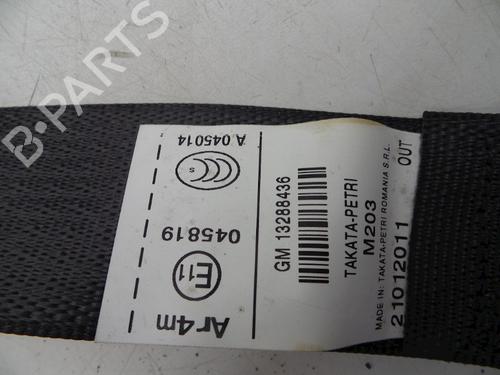 A 045014
S
045819
E11
Ar4m
GM 13288436
TAKATA-PETRI
M203
MADE IN: TAKATA-PETRI ROMANIA S.R.L.
21012011 OUT
B PARTS